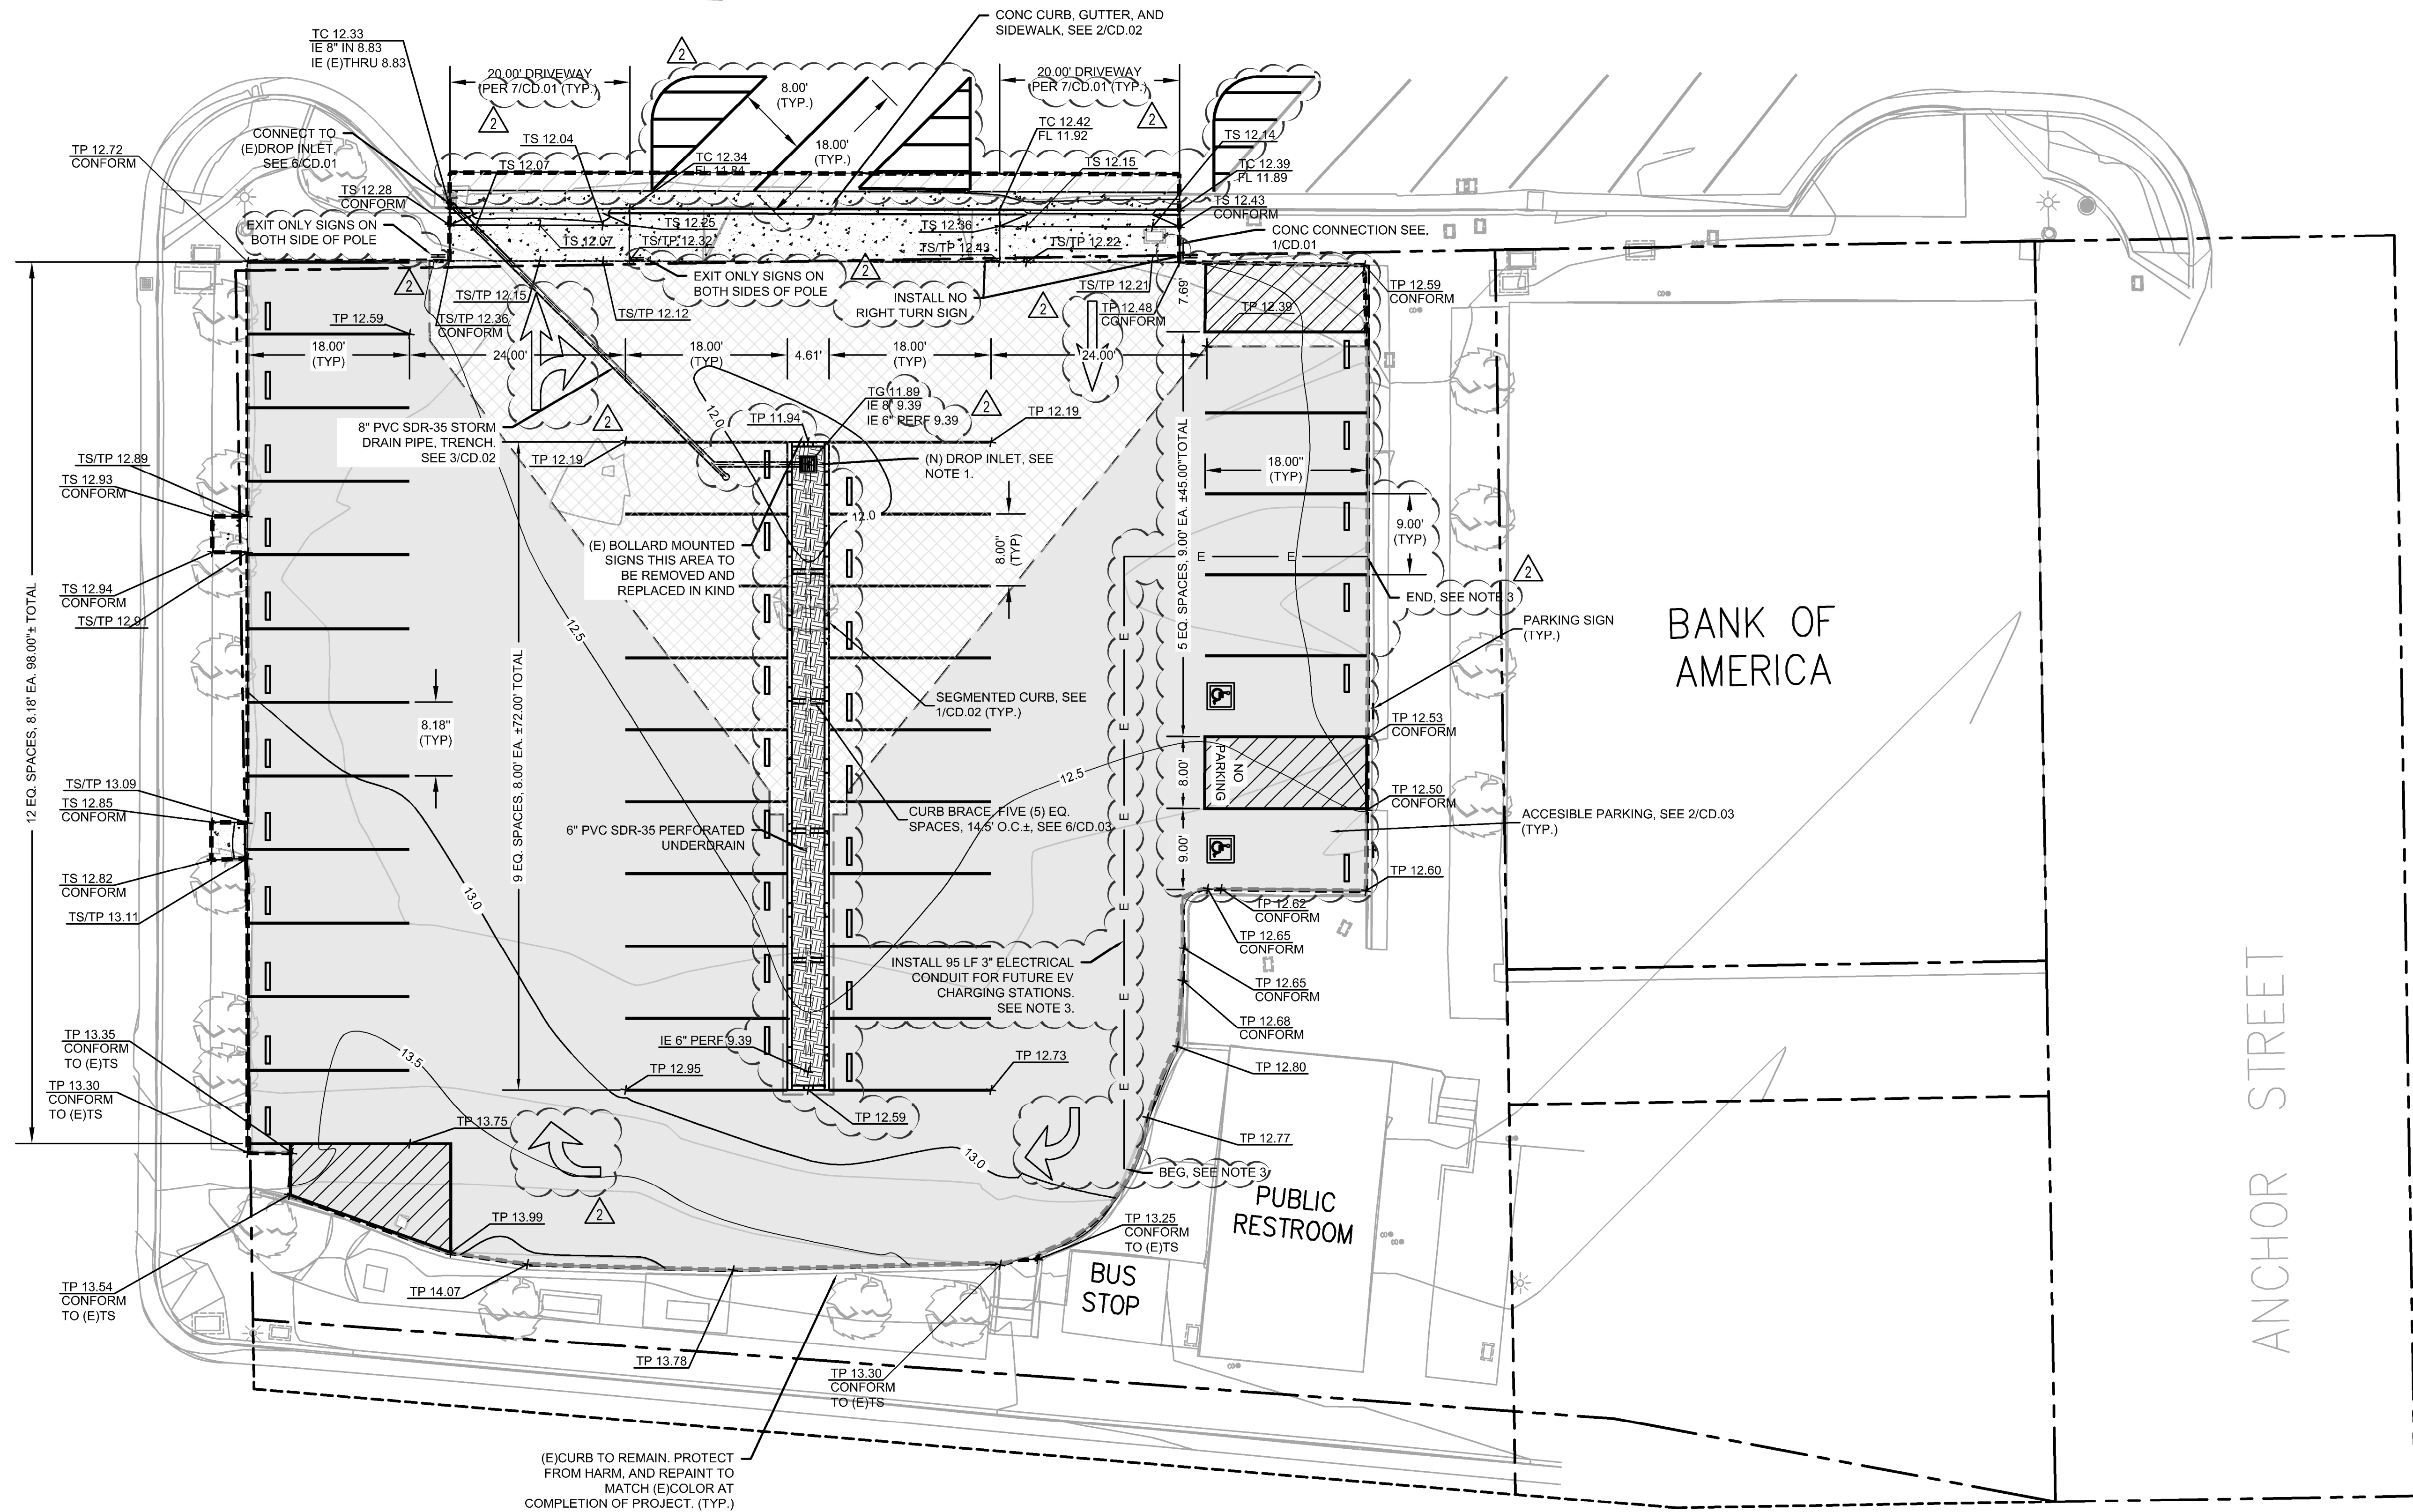 CONC CURB, GUTTER, AND
SIDEWALK, SEE 2/CD.02
TC 12.33
IE 8" IN 8.83
IE (E)THRU 8.83
2
20.00' DRIVEWAY
PER 7/CD.01 (TYP.)
8.00'
(TYP.)
20.00' DRIVEWAY
PER 7/CD.01 (TYP.)
2
2
TC 12.42
FL 11.92
18.00'
(TYP.)
CONNECT TO
(E)DROP INLET,
SEE 6/CD.01
TP 12.72
CONFORM
TS 12.04
TS 12.07
TC 12.34
FL 11.84
TS 12.15
TS 12.14
TC 12.39
FL 11.89
TS 12.28
CONFORM
TS 12.43
CONFORM
EXIT ONLY SIGNS ON
BOTH SIDE OF POLE
TS 12.25
TS 12.07
TS/TP 12.32
TS 12.36
TS/TP 12.43
TS/TP 12.22
CONC CONNECTION SEE,
1/CD.01
2
EXIT ONLY SIGNS ON
BOTH SIDES OF POLE
2
INSTALL NO
RIGHT TURN SIGN
2
TS/TP 12.21
7.69'
TP 12.59
CONFORM
TS/TP 12.15
TS/TP 12.12
TS/TP 12.36
CONFORM
TP 12.59
TP 12.48
CONFORM
TP 12.39
18.00'
(TYP)
24.00'
18.00'
(TYP)
4.61'
18.00'
(TYP)
24.00'
TG 11.89
IE 8" 9.39
IE 6" PERF 9.39
2
12.0
TP 11.94
TP 12.19
8" PVC SDR-35 STORM
DRAIN PIPE, TRENCH.
SEE 3/CD.02
2
TP 12.19
(N) DROP INLET, SEE
NOTE 1.
TS/TP 12.89
TS 12.93
CONFORM
18.00"
(TYP)
9.00'
(TYP)
12.0
8.00"
(TYP)
5 EQ. SPACES, 9.00' EA. ±45.00"TOTAL
(E) BOLLARD MOUNTED
SIGNS THIS AREA TO
BE REMOVED AND
REPLACED IN KIND
E
E
2
END, SEE NOTE 3
TS 12.94
CONFORM
TS/TP 12.9
12 EQ. SPACES, 8.18' EA. 98.00"± TOTAL
12.5
E
PARKING SIGN
(TYP.)
BANK OF
AMERICA
9 EQ. SPACES, 8.00' EA. ±72.00' TOTAL
8.18"
(TYP)
SEGMENTED CURB, SEE
1/CD.02 (TYP.)
E
TP 12.53
CONFORM
TS/TP 13.09
TS 12.85
CONFORM
12.5
8.00'
NO
PARKING
TP 12.50
CONFORM
6" PVC SDR-35 PERFORATED
UNDERDRAIN
CURB BRACE, FIVE (5) EQ.
SPACES, 14.5' O.C.±, SEE 6/CD.03
E
ACCESIBLE PARKING, SEE 2/CD.03
(TYP.)
9.00'
TS 12.82
CONFORM
TS/TP 13.11
13.0
E
TP 12.60
TP 12.62
CONFORM
TP 12.65
CONFORM
INSTALL 95 LF 3" ELECTRICAL
CONDUIT FOR FUTURE EV
CHARGING STATIONS.
SEE NOTE 3.
E
TP 12.65
CONFORM
TP 12.68
CONFORM
TP 13.35
CONFORM
TO (E)TS
TP 13.30
CONFORM
TO (E)TS
13.5
IE 6" PERF 9.39
TP 12.73
TP 12.80
TP 12.95
E
TP 12.59
TP 13.75
TP 12.77
13.0
BEG, SEE NOTE 3
PUBLIC
RESTROOM
TP 13.99
2
TP 13.25
CONFORM
TO (E)TS
ANCHOR STREET
BUS
STOP
TP 13.54
CONFORM
TO (E)TS
TP 14.07
TP 13.78
TP 13.30
CONFORM
TO (E)TS
(E)CURB TO REMAIN. PROTECT
FROM HARM, AND REPAINT TO
MATCH (E)COLOR AT
COMPLETION OF PROJECT. (TYP.)